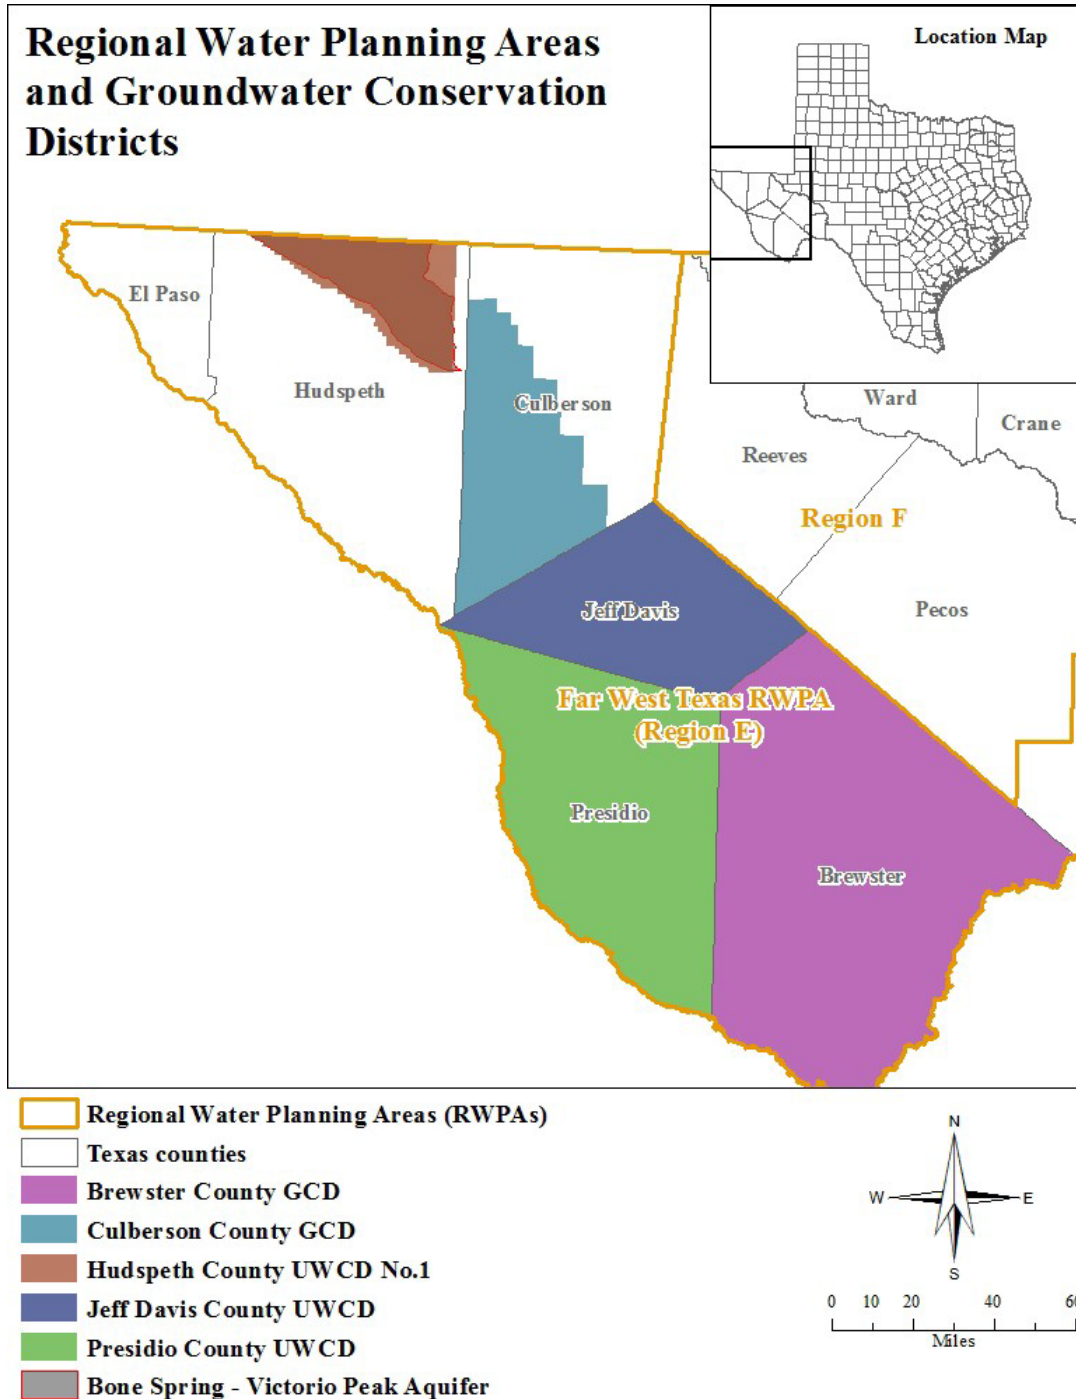 Regional Water Planning Areas
and Groundwater Conservation
Districts
Location Map
El Paso
Hudspeth
Culberson
Ward
Crane
Reeves
Region F
Jeff Davis
Pecos
Far West Texas RWPA
(Region E)
Presidio
Brewster
Regional Water Planning Areas (RWPAs)
Texas counties
Brewster County GCD
Culberson County GCD
Hudspeth County UWCD No.1
Jeff Davis County UWCD
Presidio County UWCD
Bone Spring - Victorio Peak Aquifer
N
W E
S
0 10 20 40 60
Miles